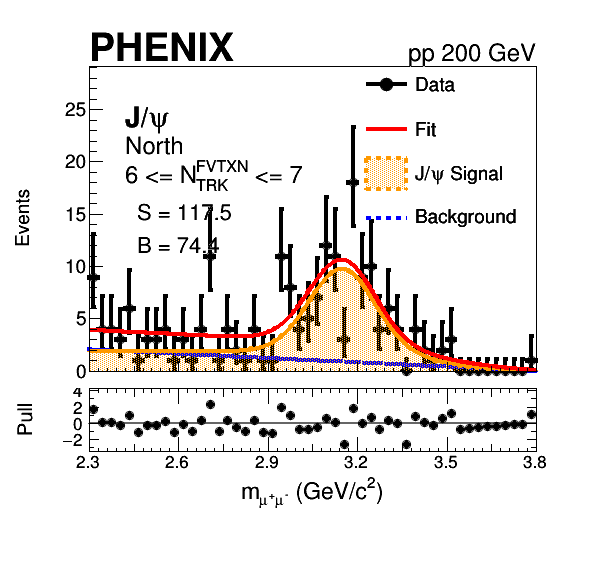 PHENIX pp 200 GeV
Data
Fit
J/ψ Signal
Background
J/ψ
North
6 <= N_TRK^FVTXN <= 7
S = 117.5
B = 74.4
Events
25
20
15
10
5
0
Pull
4
2
0
−2
2.3 2.6 2.9 3.2 3.5 3.8
m_μ⁺μ⁻ (GeV/c²)